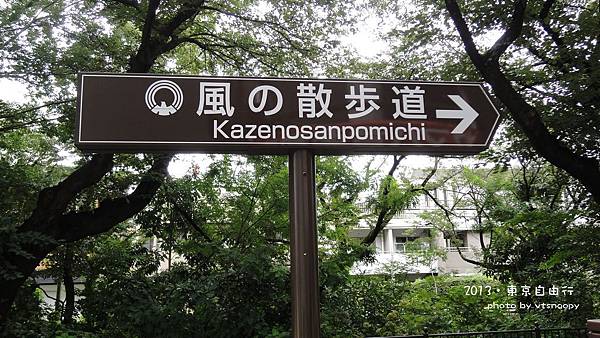 風の散歩道
Kazenosanpomichi
2013・東京自由行
photo by vtsnoopy